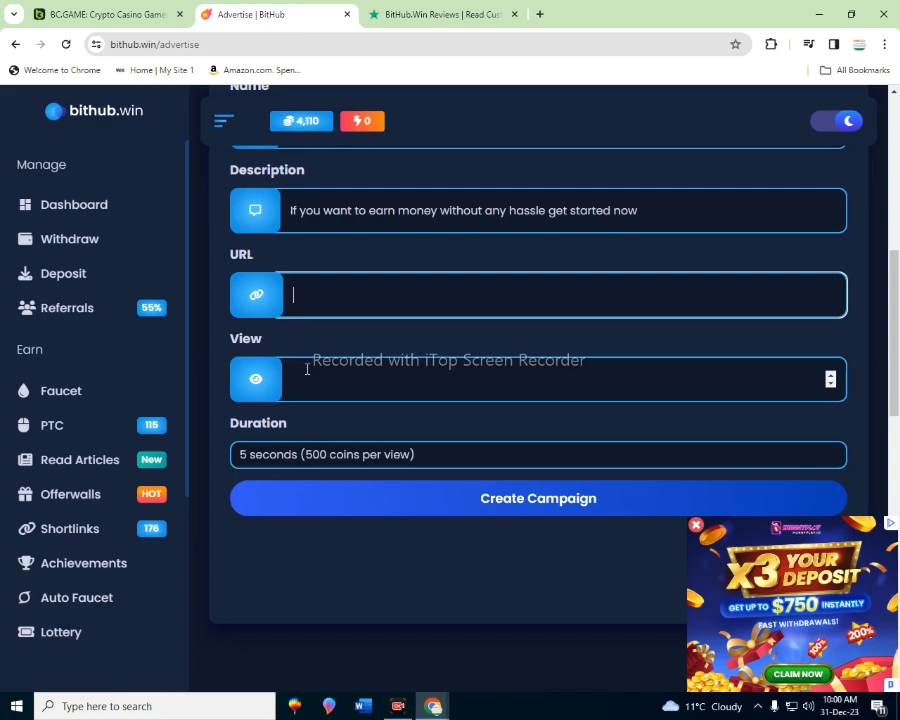 BC.GAME: Crypto Casino Game
Advertise | BitHub
BitHub.Win Reviews | Read Cust
bithub.win/advertise
Welcome to Chrome
Home | My Site 1
Amazon.com. Spen...
All Bookmarks
bithub.win
4,110
0
Manage
Dashboard
Withdraw
Deposit
Referrals 55%
Earn
Faucet
PTC 115
Read Articles New
Offerwalls HOT
Shortlinks 176
Achievements
Auto Faucet
Lottery
Name
Description
If you want to earn money without any hassle get started now
URL
View
Recorded with iTop Screen Recorder
Duration
5 seconds (500 coins per view)
Create Campaign
X3 YOUR
DEPOSIT
GET UP TO $750 INSTANTLY
FAST WITHDRAWALS!
100%
200%
CLAIM NOW
Type here to search
11°C Cloudy
10:00 AM
31-Dec-23